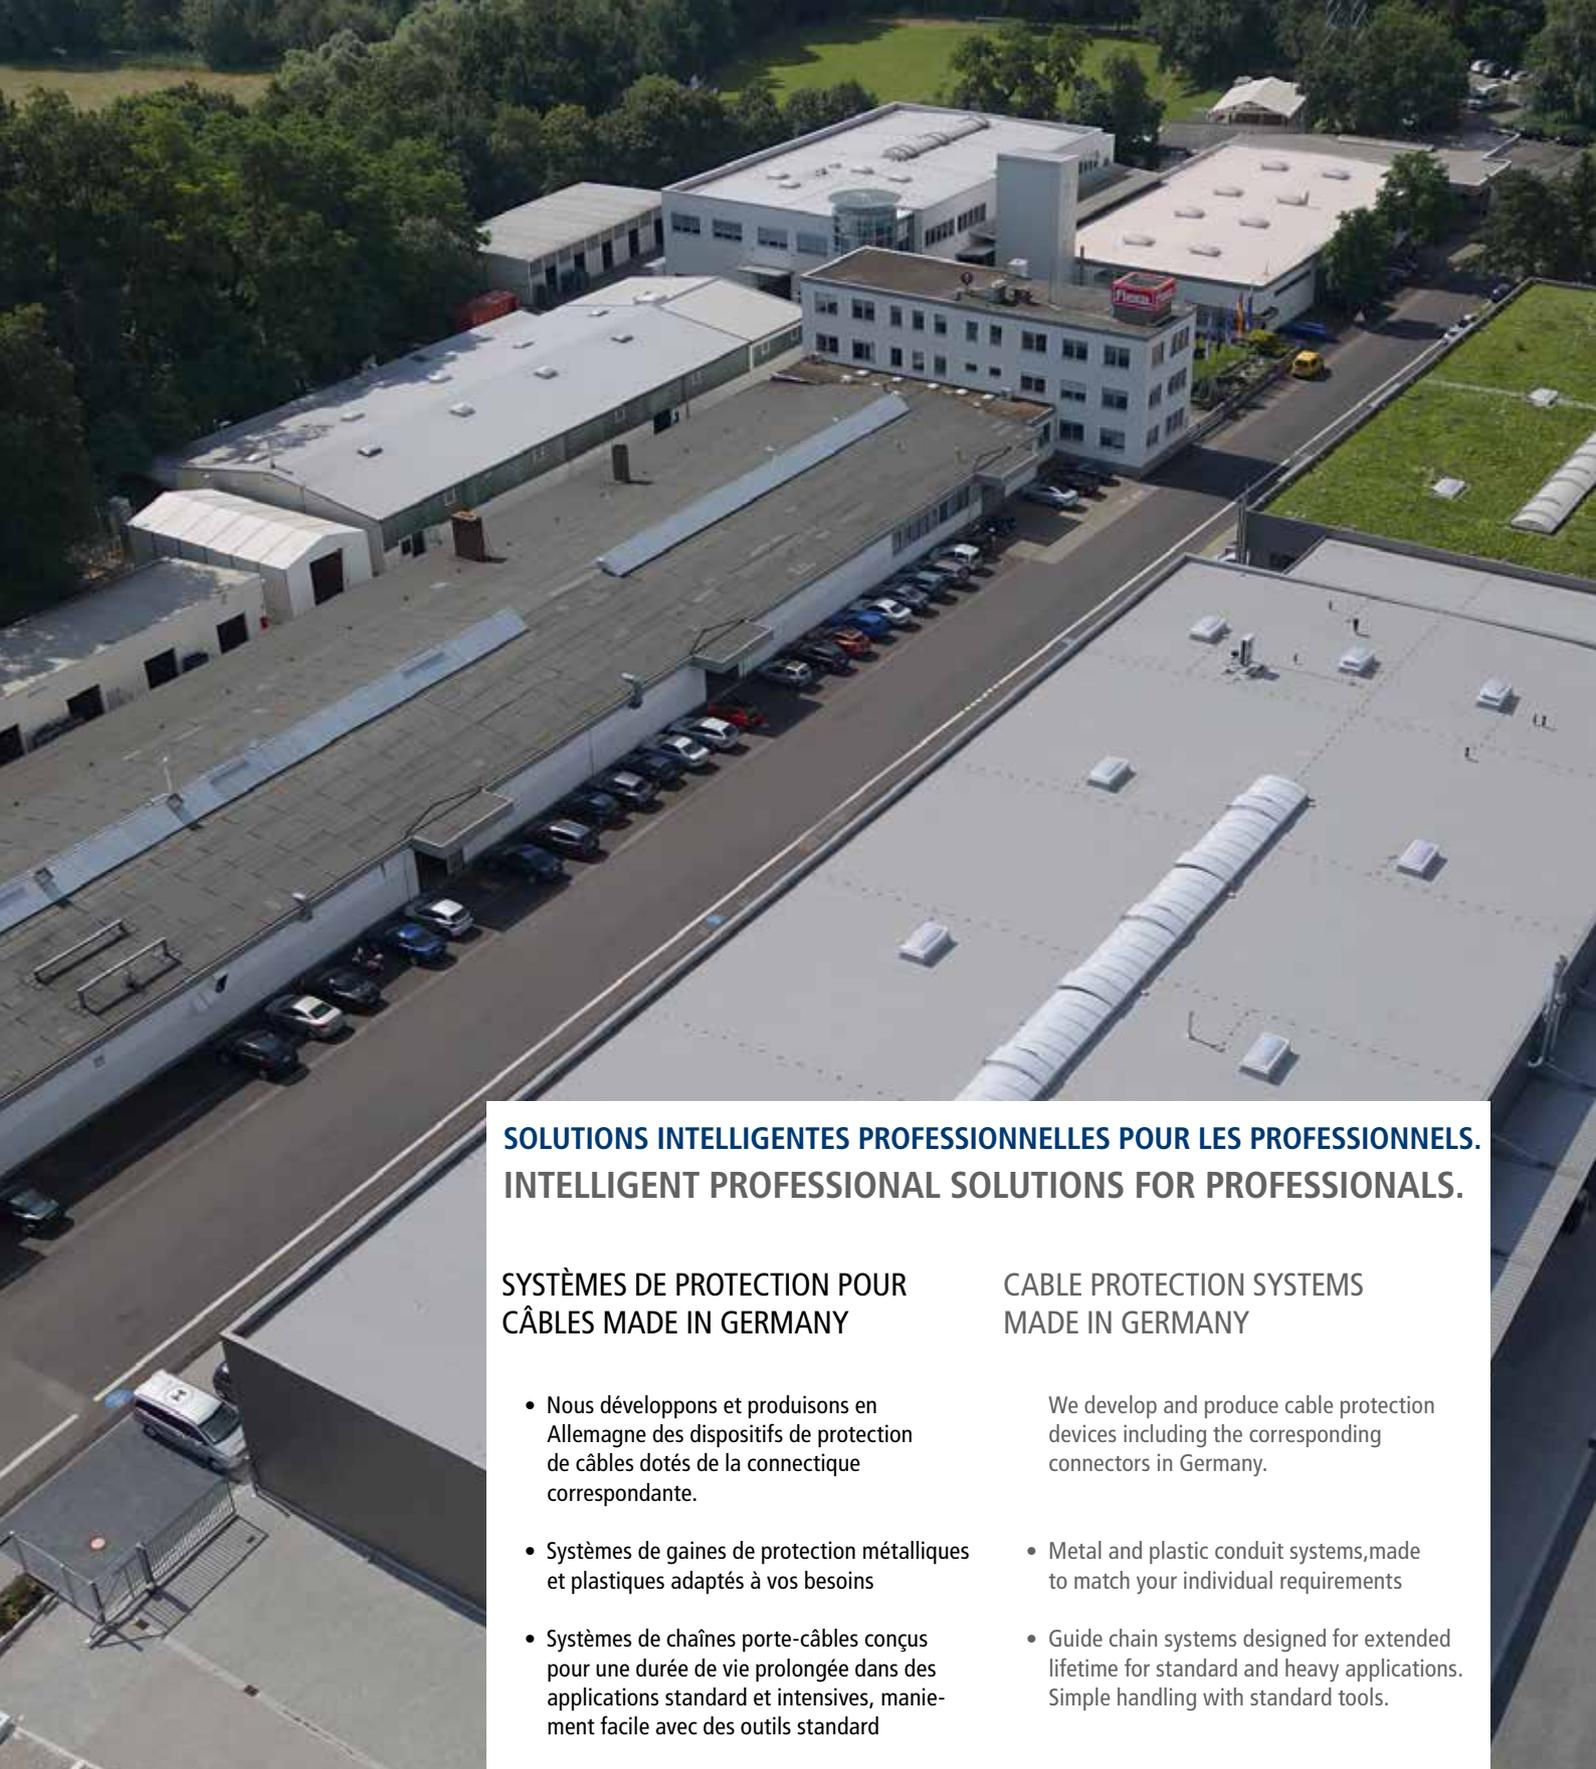 flexa
SOLUTIONS INTELLIGENTES PROFESSIONNELLES POUR LES PROFESSIONNELS.
INTELLIGENT PROFESSIONAL SOLUTIONS FOR PROFESSIONALS.
SYSTÈMES DE PROTECTION POUR
CÂBLES MADE IN GERMANY
• Nous développons et produisons en
Allemagne des dispositifs de protection
de câbles dotés de la connectique
correspondante.
• Systèmes de gaines de protection métalliques
et plastiques adaptés à vos besoins
• Systèmes de chaînes porte-câbles conçus
pour une durée de vie prolongée dans des
applications standard et intensives, manie-
ment facile avec des outils standard
CABLE PROTECTION SYSTEMS
MADE IN GERMANY
We develop and produce cable protection
devices including the corresponding
connectors in Germany.
• Metal and plastic conduit systems,made
to match your individual requirements
• Guide chain systems designed for extended
lifetime for standard and heavy applications.
Simple handling with standard tools.